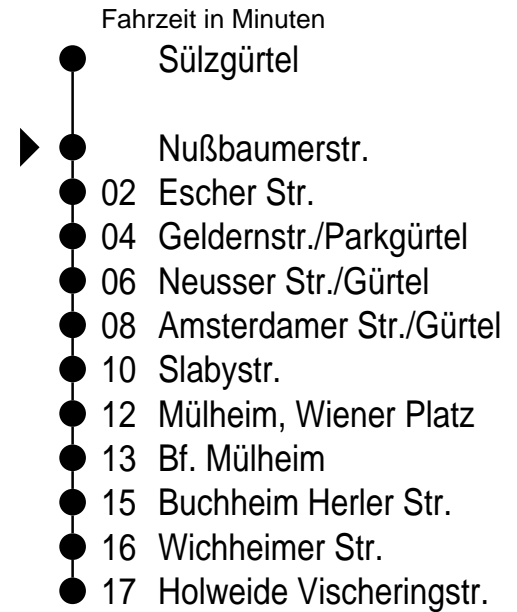 Fahrzeit in Minuten
Sülzgürtel
Nußbaumerstr.
02 Escher Str.
04 Geldernstr./Parkgürtel
06 Neusser Str./Gürtel
08 Amsterdamer Str./Gürtel
10 Slabystr.
12 Mülheim, Wiener Platz
13 Bf. Mülheim
15 Buchheim Herler Str.
16 Wichheimer Str.
17 Holweide Vischeringstr.